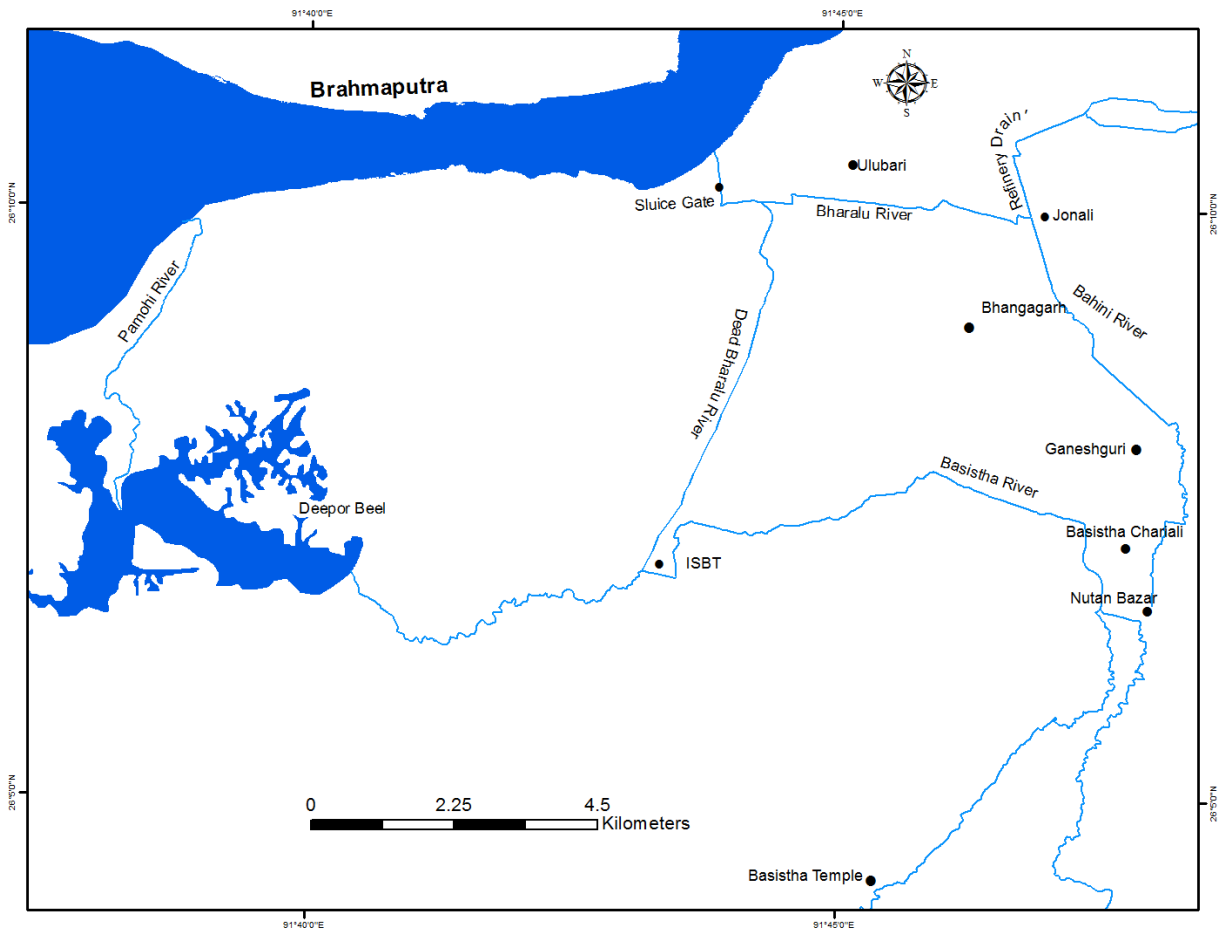 91°40'0"E
91°45'0"E
Brahmaputra
N
W
E
S
Refinery Drain
Ulubari
26°10'0"N
Sluice Gate
Bharalu River
Jonali
26°10'0"N
Pamohi River
Bahini River
Bhangagarh
Dead Bharalu River
Ganeshguri
Basistha River
Deepor Beel
Basistha Chariali
ISBT
Nutan Bazar
26°5'0"N
0
2.25
4.5
Kilometers
26°5'0"N
Basistha Temple
91°40'0"E
91°45'0"E